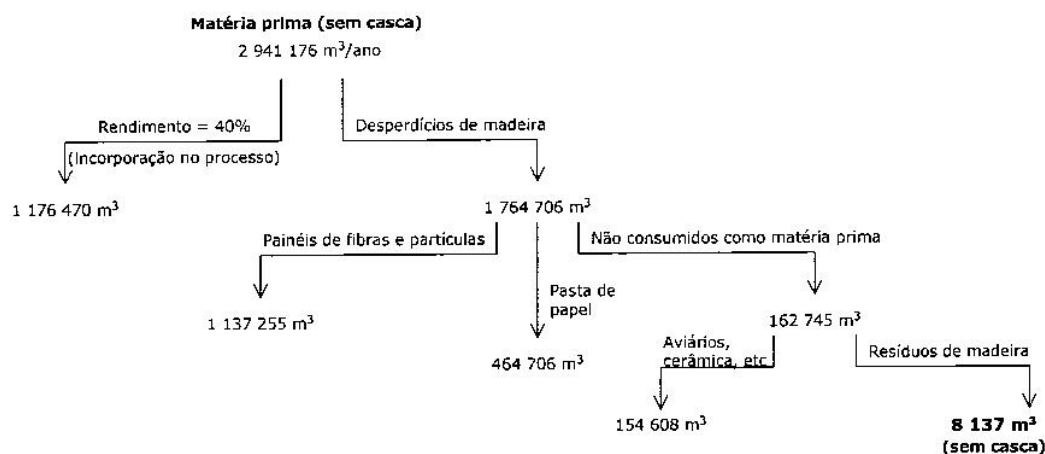 Matéria prima (sem casca)
2 941 176 m³/ano
Rendimento = 40%
(Incorporação no processo)
Desperdícios de madeira
1 176 470 m³
1 764 706 m³
Painéis de fibras e partículas
Não consumidos como matéria prima
Pasta de
papel
1 137 255 m³
162 745 m³
464 706 m³
Aviários,
cerâmica, etc
Resíduos de madeira
154 608 m³
8 137 m³
(sem casca)